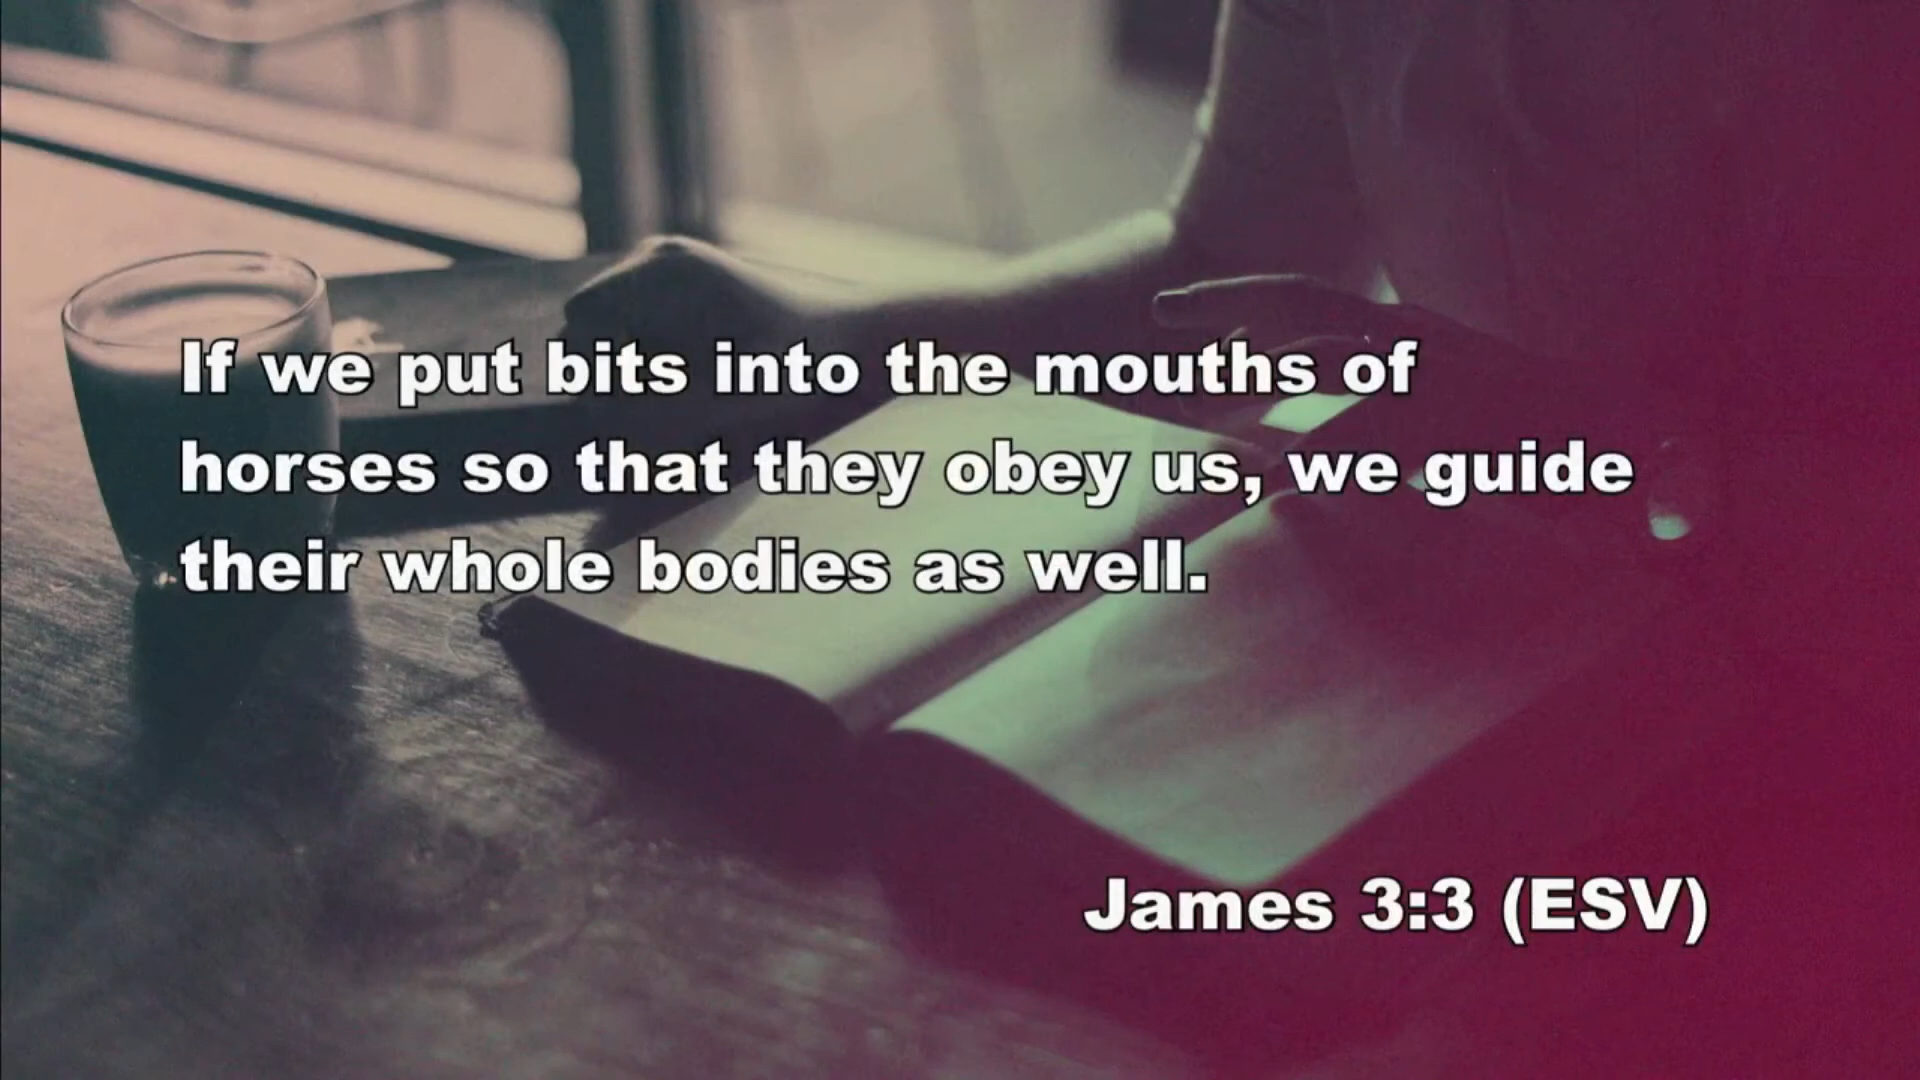 If we put bits into the mouths of
horses so that they obey us, we guide
their whole bodies as well.
James 3:3 (ESV)